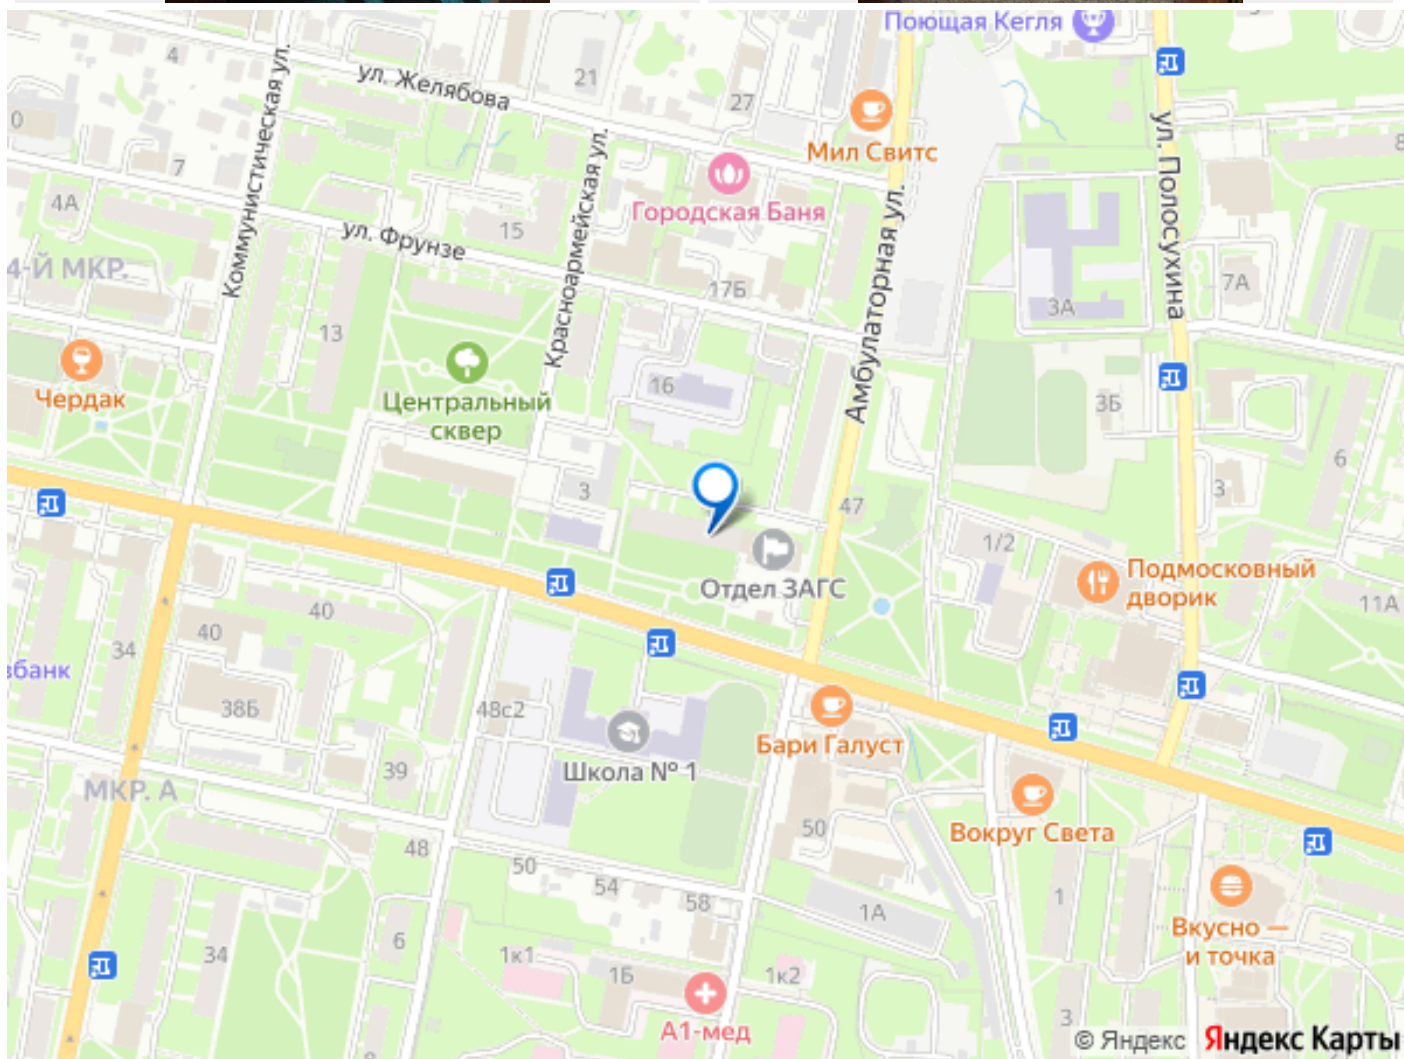 Поющая Кегля
4
ул. Желябова
21
27
Мил Свитс
ул. Полосухина
8
0
7
Коммунистическая ул.
Красноармейская ул.
Городская Баня
4А
15
ул. Фрунзе
Амбулаторная ул.
4-Й МКР.
17Б
7А
3А
13
Чердак
Центральный
сквер
16
3Б
6
3
3
47
1/2
Отдел ЗАГС
Подмосковный
дворик
11А
40
40
34
збанк
38Б
48с2
Школа № 1
Бари Галуст
39
МКР. А
50
Вокруг Света
48
50
54
58
1А
1
Вкусно —
и точка
34
6
1к1
1Б
1к2
А1-мед
3
© Яндекс Яндекс Карты